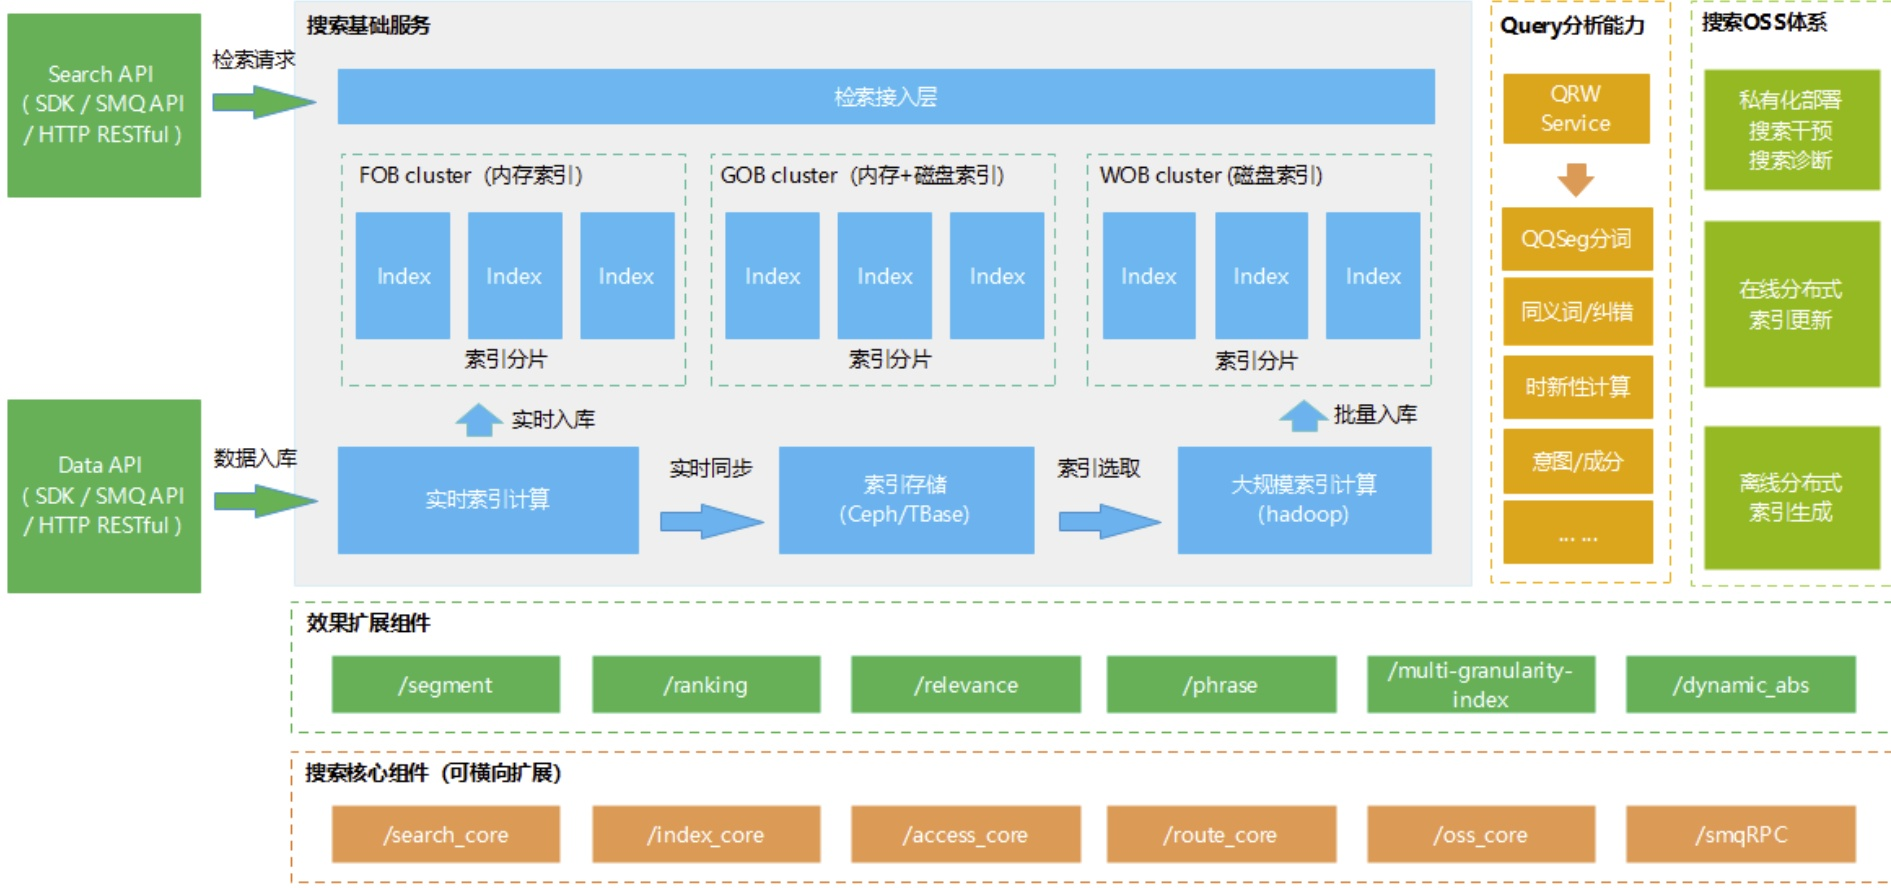 Search API
( SDK / SMQ API
/ HTTP RESTful )
检索请求
Data API
( SDK / SMQ API
/ HTTP RESTful )
数据入库
搜索基础服务
检索接入层
FOB cluster（内存索引）
Index
Index
Index
索引分片
GOB cluster（内存+磁盘索引）
Index
Index
Index
索引分片
WOB cluster (磁盘索引)
Index
Index
Index
索引分片
实时入库
批量入库
实时索引计算
实时同步
索引存储
（Ceph/TBase)
索引选取
大规模索引计算
（hadoop)
Query分析能力
QRW
Service
QQSeg分词
同义词/纠错
时新性计算
意图/成分
... ...
搜索OSS体系
私有化部署
搜索干预
搜索诊断
在线分布式
索引更新
离线分布式
索引生成
效果扩展组件
/segment
/ranking
/relevance
/phrase
/multi-granularity-
index
/dynamic_abs
搜索核心组件（可横向扩展）
/search_core
/index_core
/access_core
/route_core
/oss_core
/smqRPC